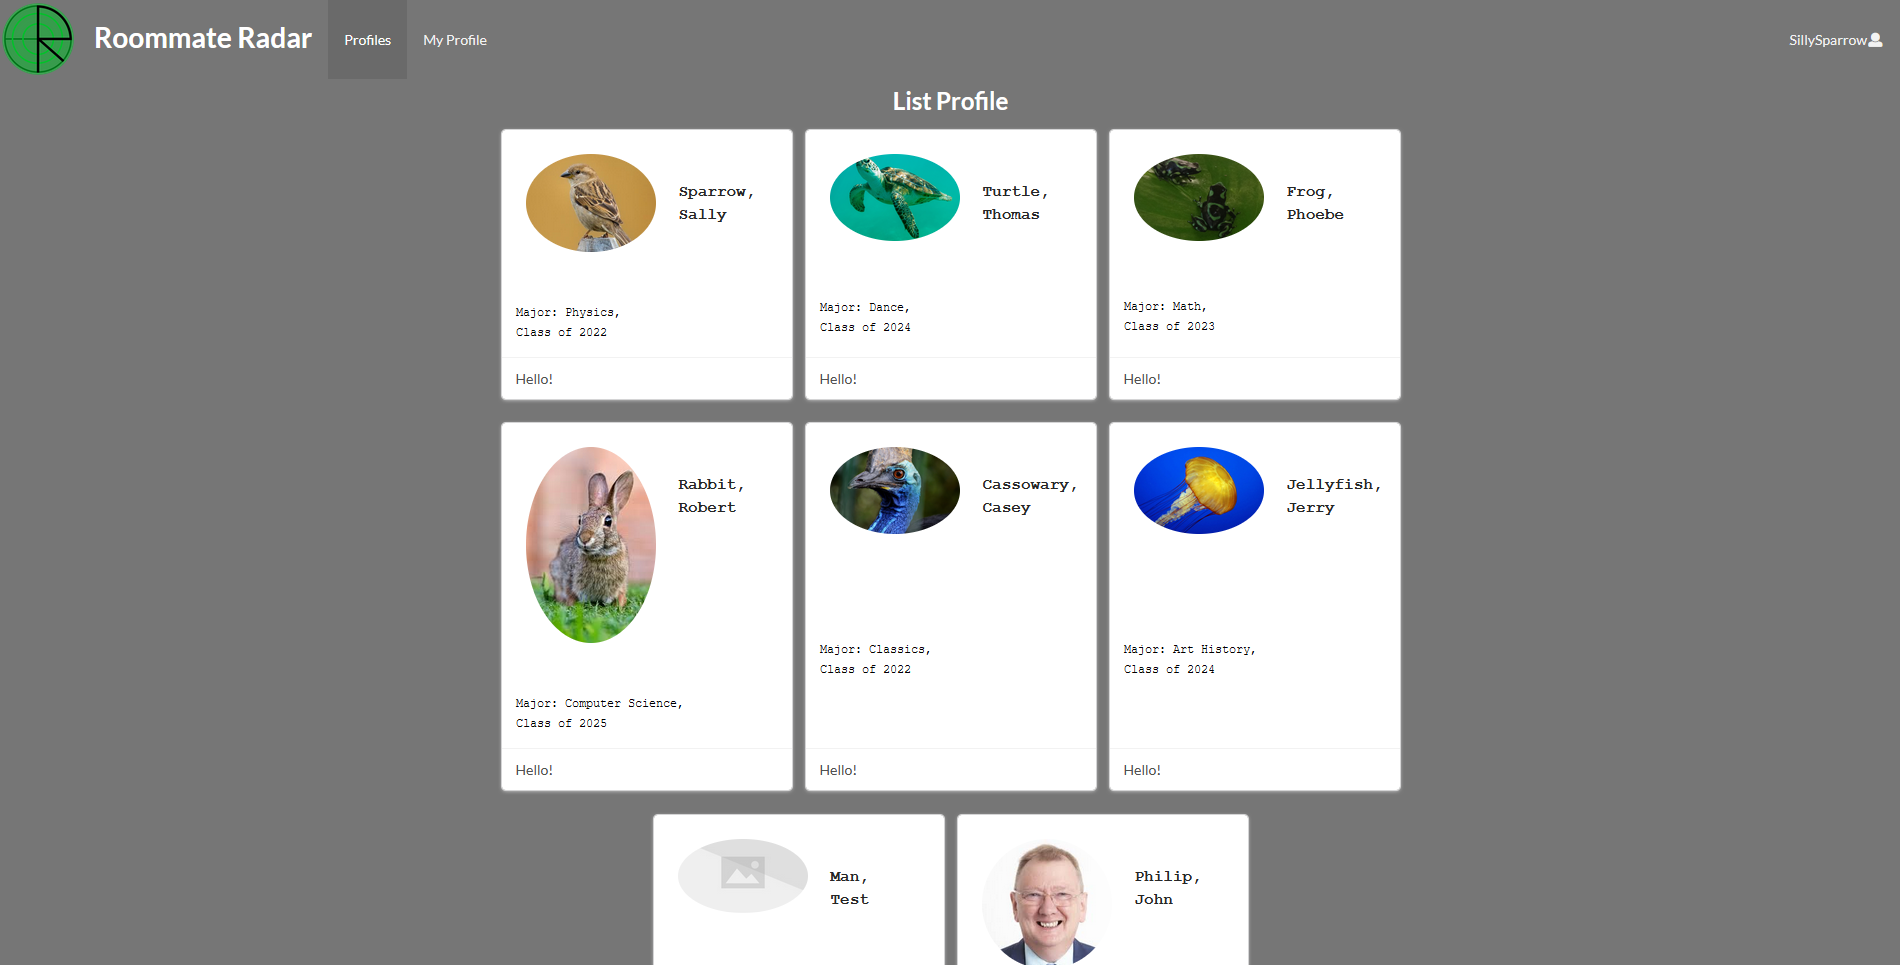 Roommate Radar
Profiles
My Profile
SillySparrow
List Profile
Sparrow,
Sally
Major: Physics,
Class of 2022
Hello!
Turtle,
Thomas
Major: Dance,
Class of 2024
Hello!
Frog,
Phoebe
Major: Math,
Class of 2023
Hello!
Rabbit,
Robert
Major: Computer Science,
Class of 2025
Hello!
Cassowary,
Casey
Major: Classics,
Class of 2022
Hello!
Jellyfish,
Jerry
Major: Art History,
Class of 2024
Hello!
Man,
Test
Philip,
John